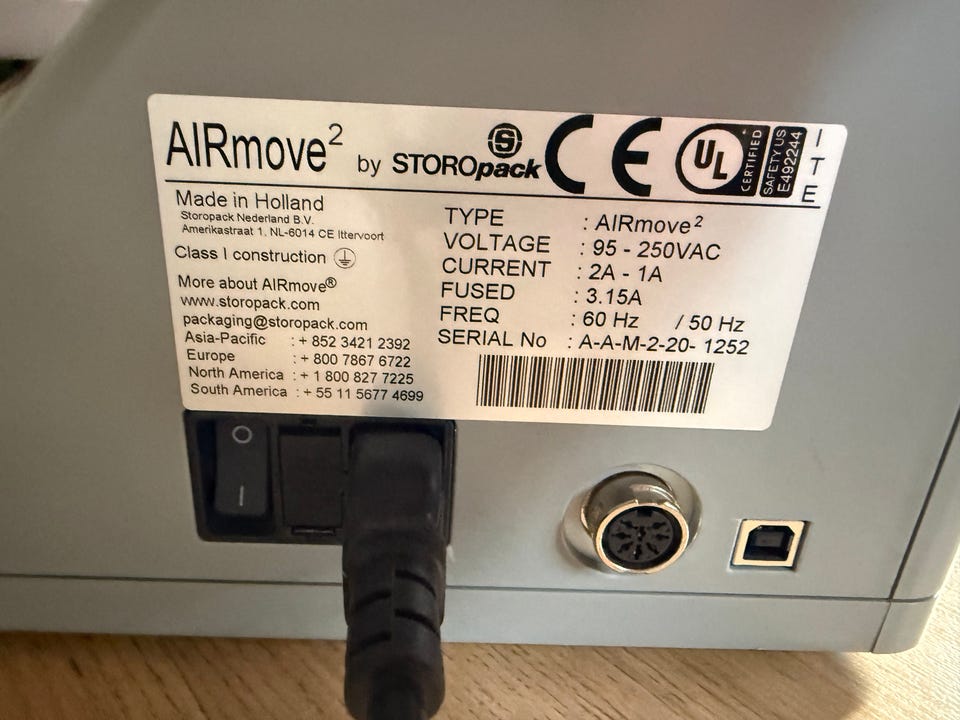 AIRmove² by STOROpack
CE
UL CERTIFIED
SAFETY US
E492244
ITE
Made in Holland
Storopack Nederland B.V.
Amerikastraat 1, NL-6014 CE Ittervoort
Class I construction
More about AIRmove®
www.storopack.com
packaging@storopack.com
Asia-Pacific : + 852 3421 2392
Europe : + 800 7867 6722
North America : + 1 800 827 7225
South America : + 55 11 5677 4699
TYPE : AIRmove²
VOLTAGE : 95 - 250VAC
CURRENT : 2A - 1A
FUSED : 3.15A
FREQ : 60 Hz / 50 Hz
SERIAL No : A-A-M-2-20- 1252